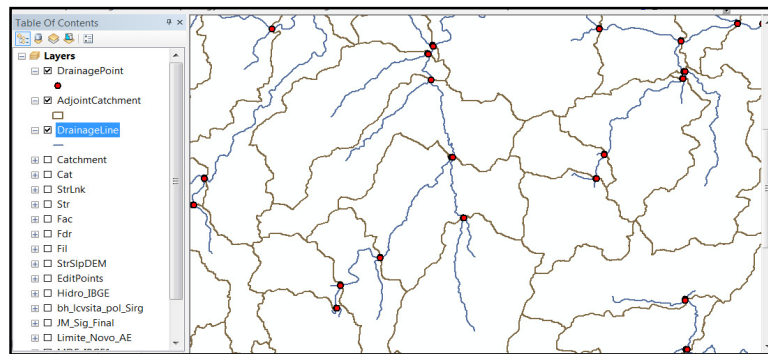 Table Of Contents
Layers
DrainagePoint
AdjointCatchment
DrainageLine
Catchment
Cat
StrLnk
Str
Fac
Fdr
Fil
StrSlpDEM
EditPoints
Hidro_IBGE
bh_lcvsita_pol_Sirg
JM_Sig_Final
Limite_Novo_AE